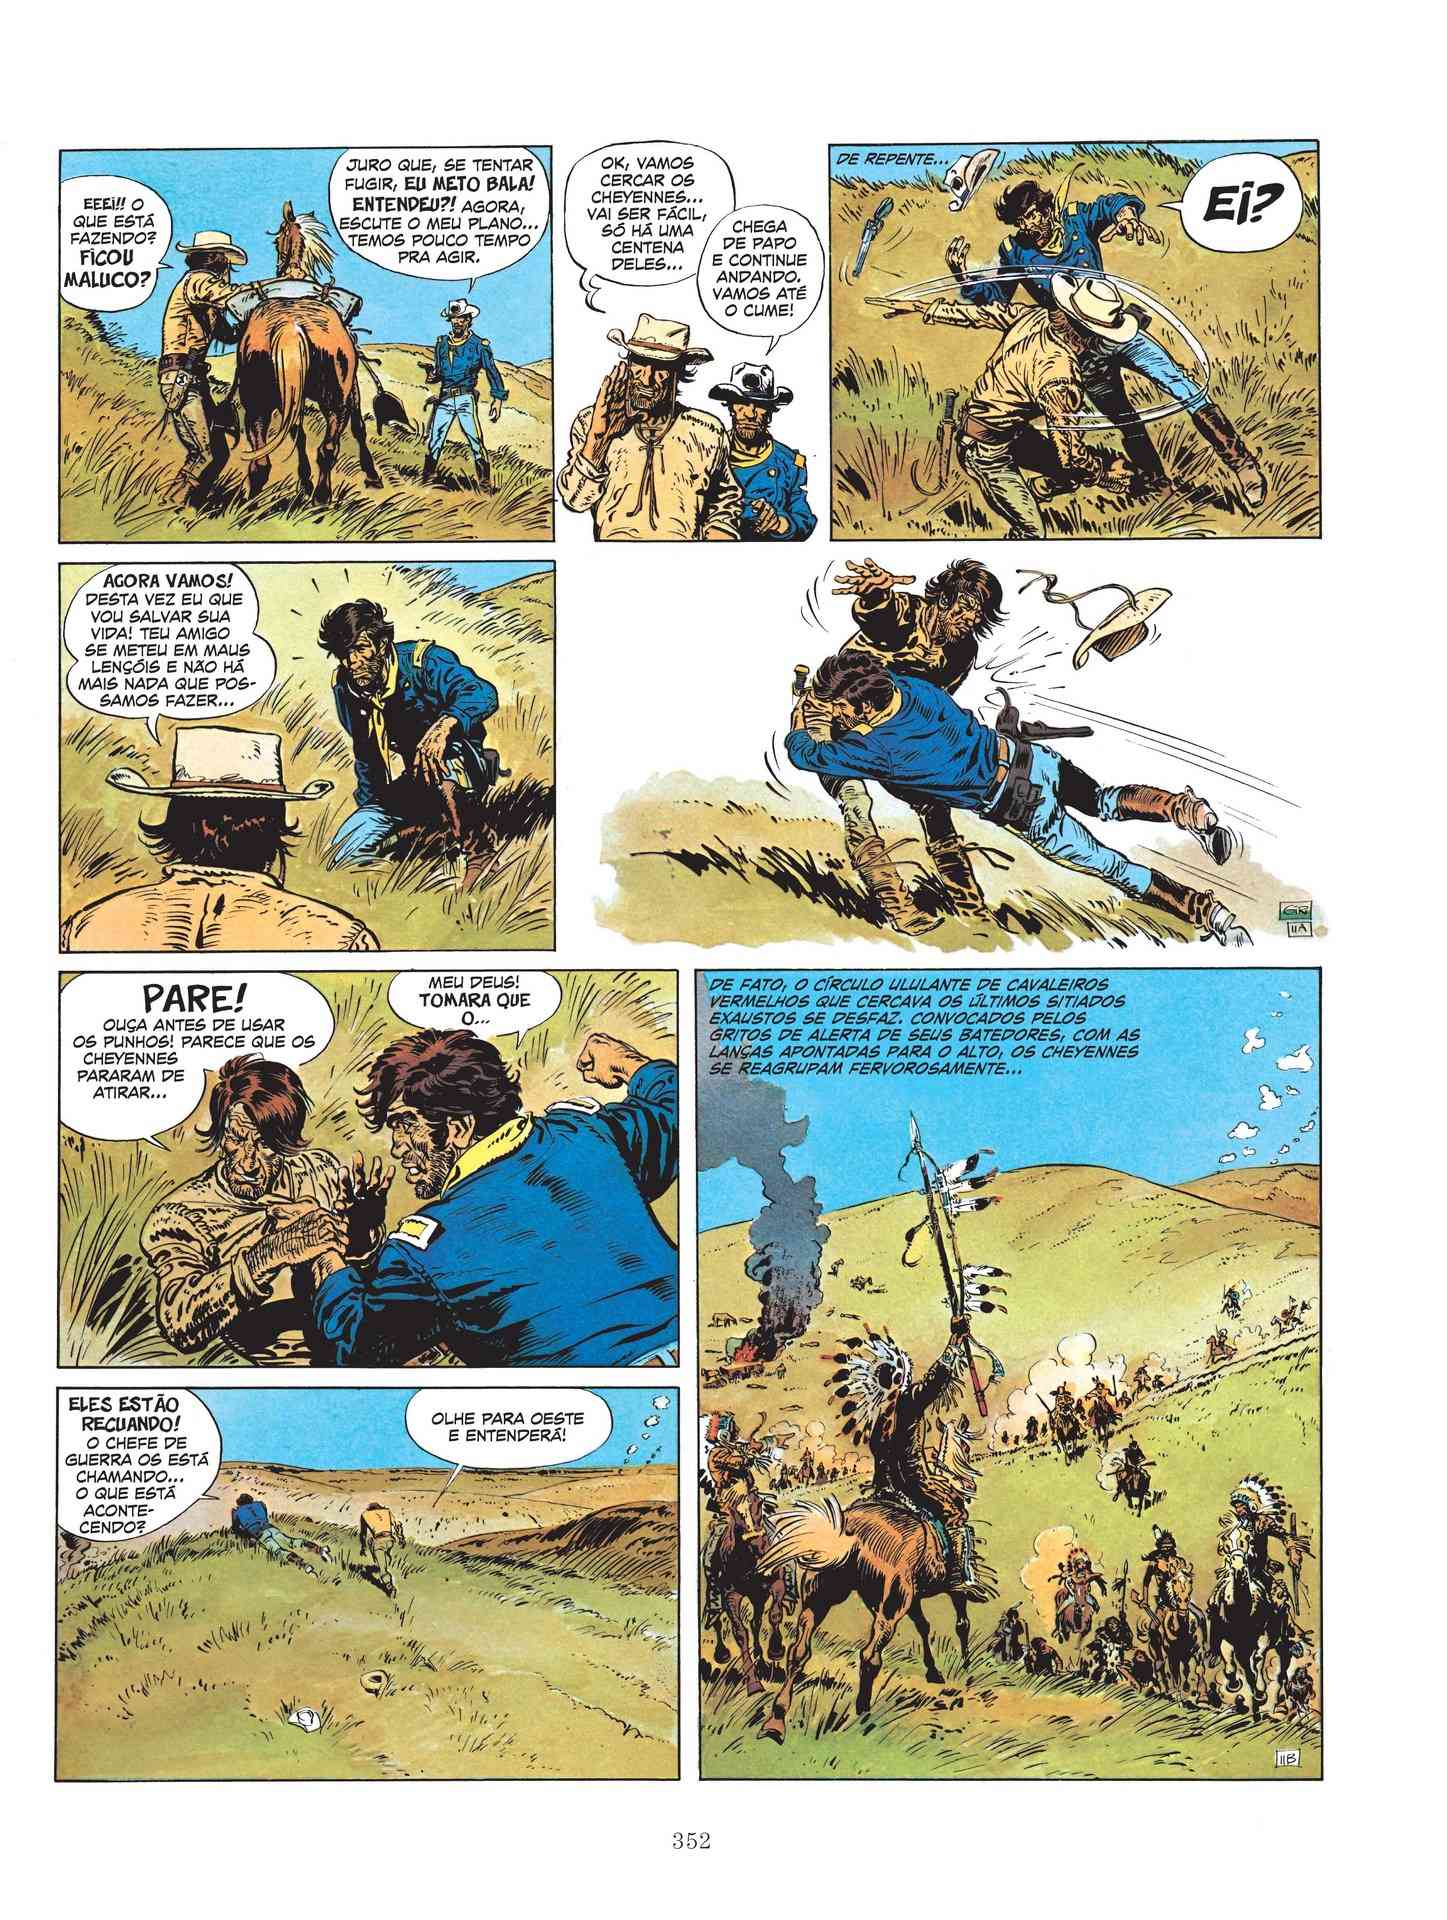 EEEI!! O
QUE ESTÁ
FAZENDO?
FICOU
MALUCO?
JURO QUE, SE TENTAR
FUGIR, EU METO BALA!
ENTENDEU?! AGORA,
ESCUTE O MEU PLANO...
TEMOS POUCO TEMPO
PRA AGIR.
OK, VAMOS
CERCAR OS
CHEYENNES...
VAI SER FÁCIL,
SÓ HÁ UMA
CENTENA
DELES...
CHEGA
DE PAPO
E CONTINUE
ANDANDO.
VAMOS ATÉ
O CUME!
DE REPENTE...
EI?
AGORA VAMOS!
DESTA VEZ EU QUE
VOU SALVAR SUA
VIDA! TEU AMIGO
SE METEU EM MAUS
LENÇÓIS E NÃO HÁ
MAIS NADA QUE POS-
SAMOS FAZER...
GIR
11A
PARE!
OUÇA ANTES DE USAR
OS PUNHOS! PARECE QUE OS
CHEYENNES
PARARAM DE
ATIRAR...
MEU DEUS!
TOMARA QUE
O...
ELES ESTÃO
RECUANDO!
O CHEFE DE
GUERRA OS ESTÁ
CHAMANDO...
O QUE ESTÁ
ACONTE-
CENDO?
OLHE PARA OESTE
E ENTENDERÁ!
DE FATO, O CÍRCULO ULULANTE DE CAVALEIROS
VERMELHOS QUE CERCAVA OS ÚLTIMOS SITIADOS
EXAUSTOS SE DESFAZ. CONVOCADOS PELOS
GRITOS DE ALERTA DE SEUS BATEDORES, COM AS
LANÇAS APONTADAS PARA O ALTO, OS CHEYENNES
SE REAGRUPAM FERVOROSAMENTE...
11B
352